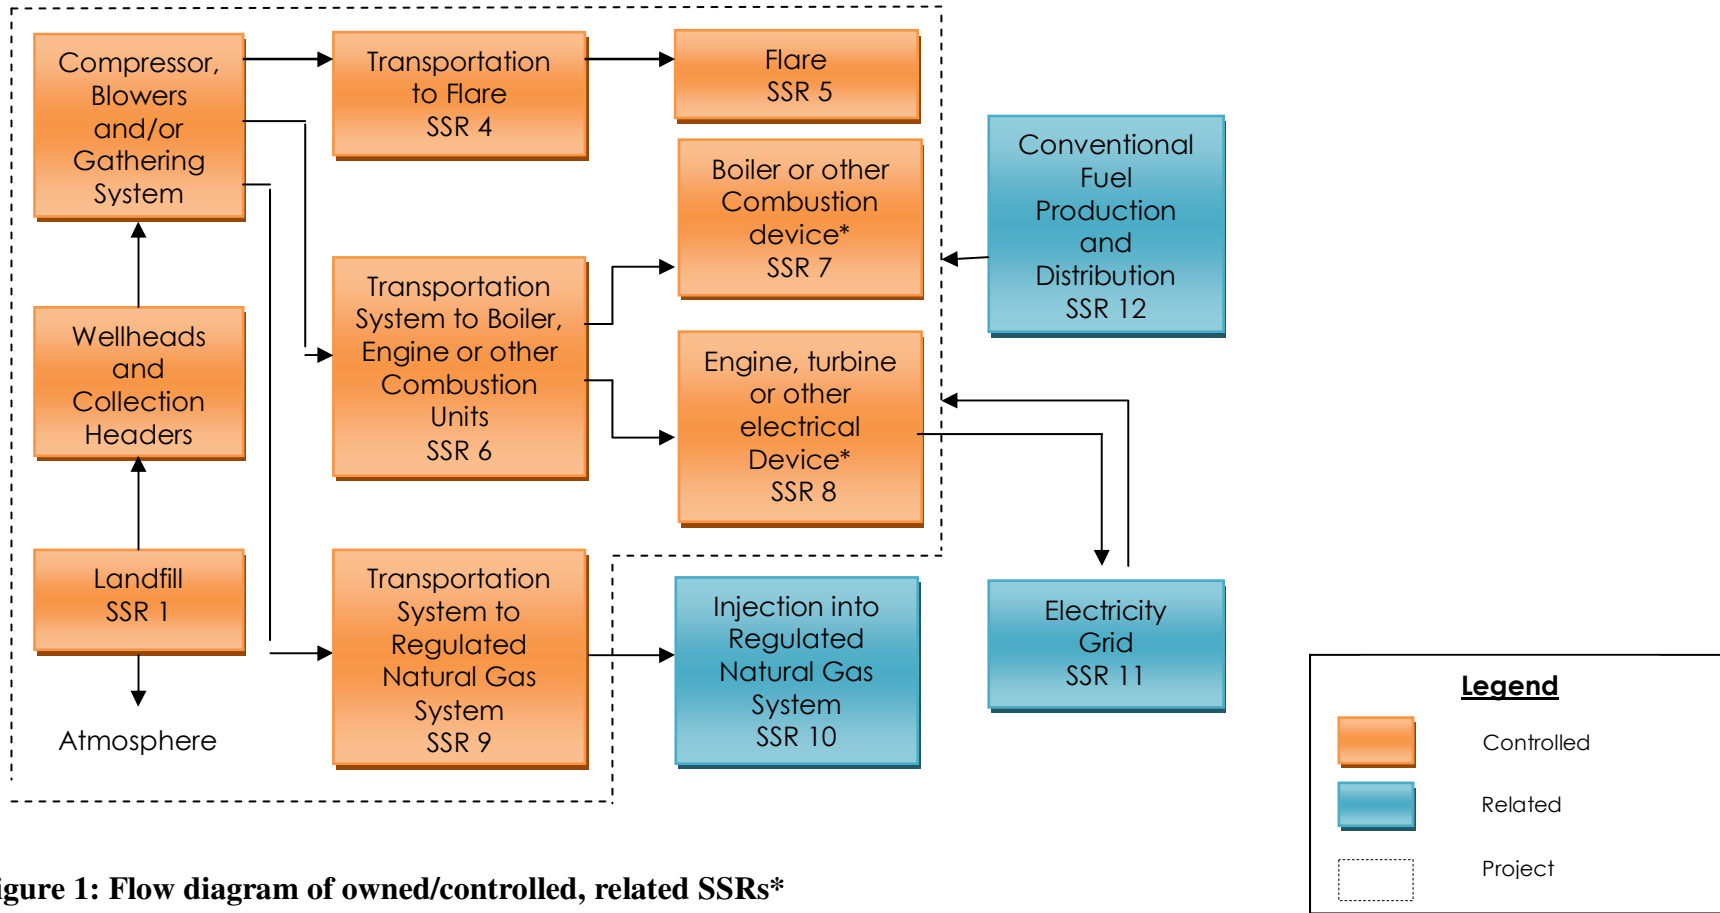 Compressor,
Blowers
and/or
Gathering
System
Transportation
to Flare
SSR 4
Flare
SSR 5
Boiler or other
Combustion
device*
SSR 7
Conventional
Fuel
Production
and
Distribution
SSR 12
Wellheads
and
Collection
Headers
Transportation
System to Boiler,
Engine or other
Combustion
Units
SSR 6
Engine, turbine
or other
electrical
Device*
SSR 8
Landfill
SSR 1
Atmosphere
Transportation
System to
Regulated
Natural Gas
System
SSR 9
Injection into
Regulated
Natural Gas
System
SSR 10
Electricity
Grid
SSR 11
Legend
Controlled
Related
Project
igure 1: Flow diagram of owned/controlled, related SSRs*